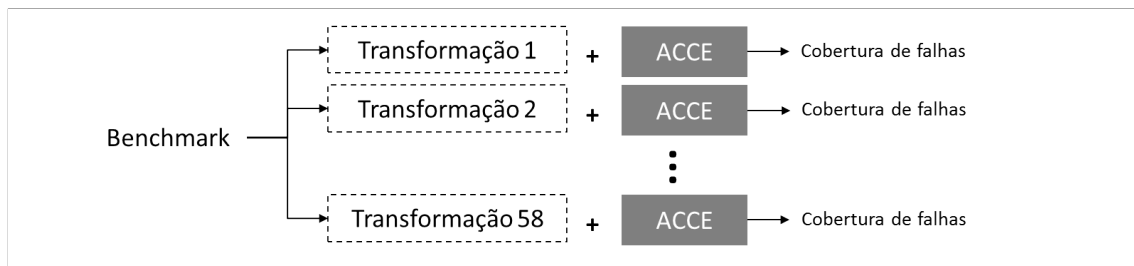 Transformação 1 + ACCE Cobertura de falhas
Transformação 2 + ACCE Cobertura de falhas
Benchmark
Transformação 58 + ACCE Cobertura de falhas